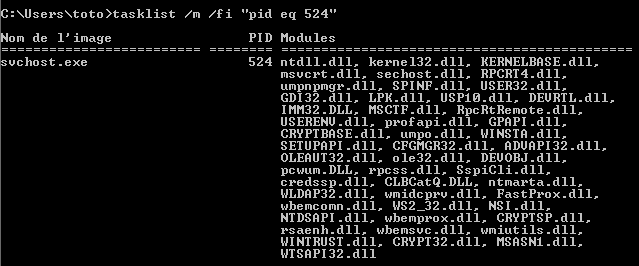 C:\Users\toto>tasklist /m /fi "pid eq 524"
Nom de l'image                 PID Modules
========================= ======== ============================================
svchost.exe                    524 ntdll.dll, kernel32.dll, KERNELBASE.dll,
msvcrt.dll, sechost.dll, RPCRT4.dll,
umpnpmgr.dll, SPINF.dll, USER32.dll,
GDI32.dll, LPK.dll, USP10.dll, DEVRTL.dll,
IMM32.DLL, MSCTF.dll, RpcRtRemote.dll,
USERENV.dll, profapi.dll, GPAPI.dll,
CRYPTBASE.dll, umpo.dll, WINSTA.dll,
SETUPAPI.dll, CFGMGR32.dll, ADVAPI32.dll,
OLEAUT32.dll, ole32.dll, DEVOBJ.dll,
pcwum.DLL, rpcss.dll, SspiCli.dll,
credssp.dll, CLBCatQ.DLL, ntmarta.dll,
WLDAP32.dll, wmidcprv.dll, FastProx.dll,
wbemcomn.dll, WS2_32.dll, NSI.dll,
NTDSAPI.dll, wbemprox.dll, CRYPTSP.dll,
rsaenh.dll, wbemsvc.dll, wmiutils.dll,
WINTRUST.dll, CRYPT32.dll, MSASN1.dll,
WTSAPI32.dll